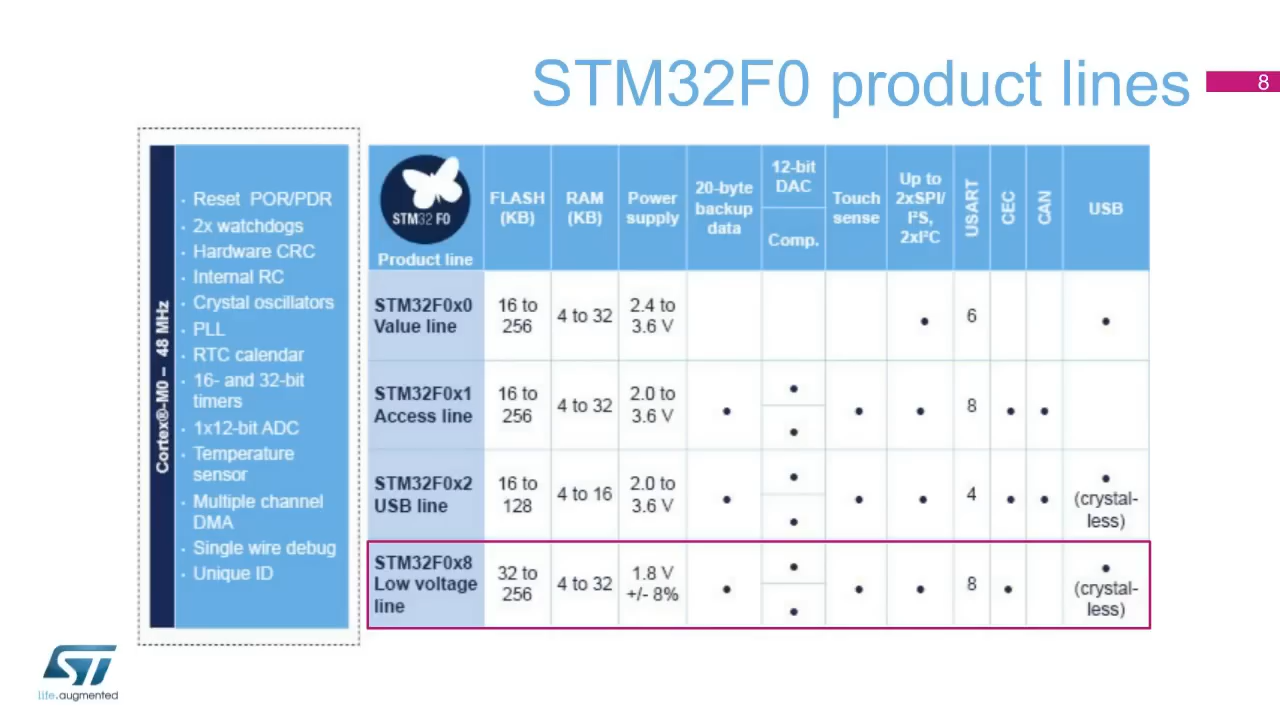 STM32F0 product lines
8
Cortex®-M0 – 48 MHz
· Reset POR/PDR
· 2x watchdogs
· Hardware CRC
· Internal RC
· Crystal oscillators
· PLL
· RTC calendar
· 16- and 32-bit
timers
· 1x12-bit ADC
· Temperature
sensor
· Multiple channel
DMA
· Single wire debug
· Unique ID
STM32 F0
Product line
FLASH
(KB)
RAM
(KB)
Power
supply
20-byte
backup
data
12-bit
DAC
Comp.
Touch
sense
Up to
2xSPI/
I²S,
2xI²C
USART
CEC
CAN
USB
STM32F0x0
Value line
16 to
256
4 to 32
2.4 to
3.6 V
•
6
•
STM32F0x1
Access line
16 to
256
4 to 32
2.0 to
3.6 V
•
•
•
•
•
8
•
•
STM32F0x2
USB line
16 to
128
4 to 16
2.0 to
3.6 V
•
•
•
•
•
4
•
•
•
(crystal-
less)
STM32F0x8
Low voltage
line
32 to
256
4 to 32
1.8 V
+/- 8%
•
•
•
•
•
8
•
•
(crystal-
less)
ST
life.augmented